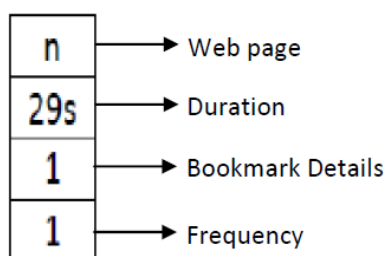 n Web page
29s Duration
1 Bookmark Details
1 Frequency